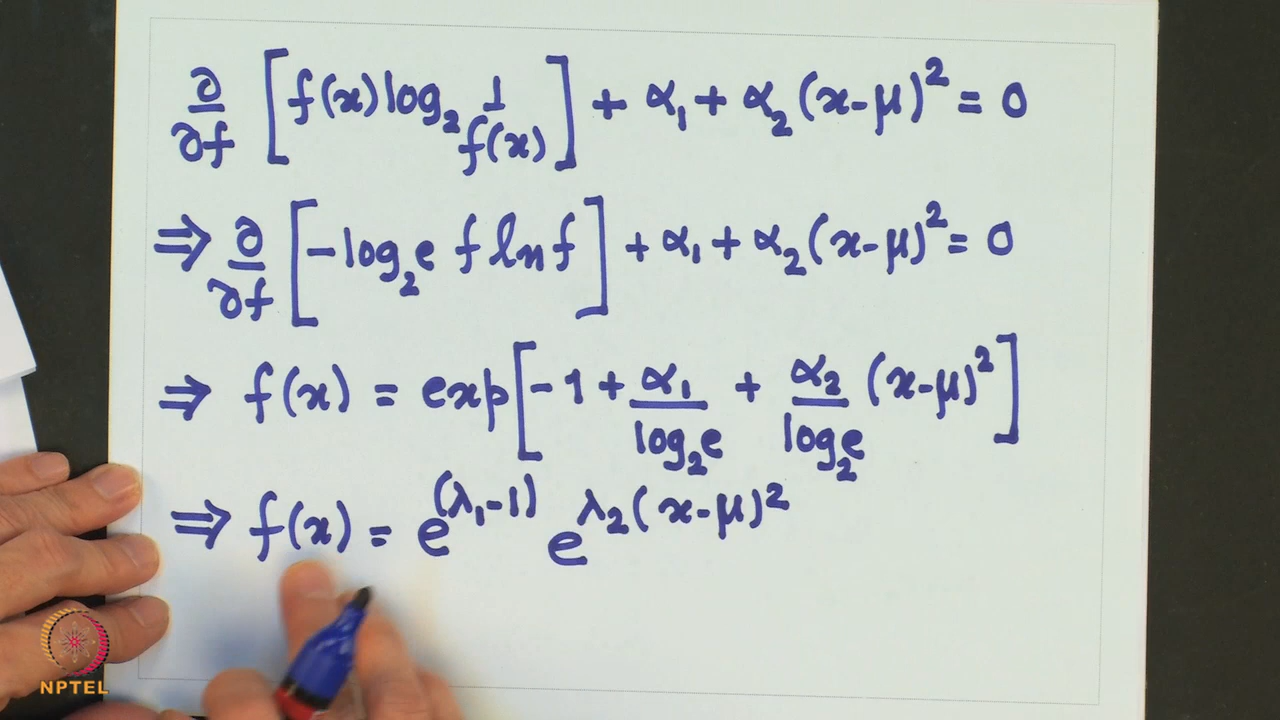 ∂/∂f [f(x) log₂ 1/f(x)] + α₁ + α₂ (x-μ)² = 0
⇒ ∂/∂f [-log₂e f ln f] + α₁ + α₂ (x-μ)² = 0
⇒ f(x) = exp[-1 + α₁/log₂e + α₂/log₂e (x-μ)²]
⇒ f(x) = e^(λ₁-1) e^λ₂(x-μ)²
NPTEL